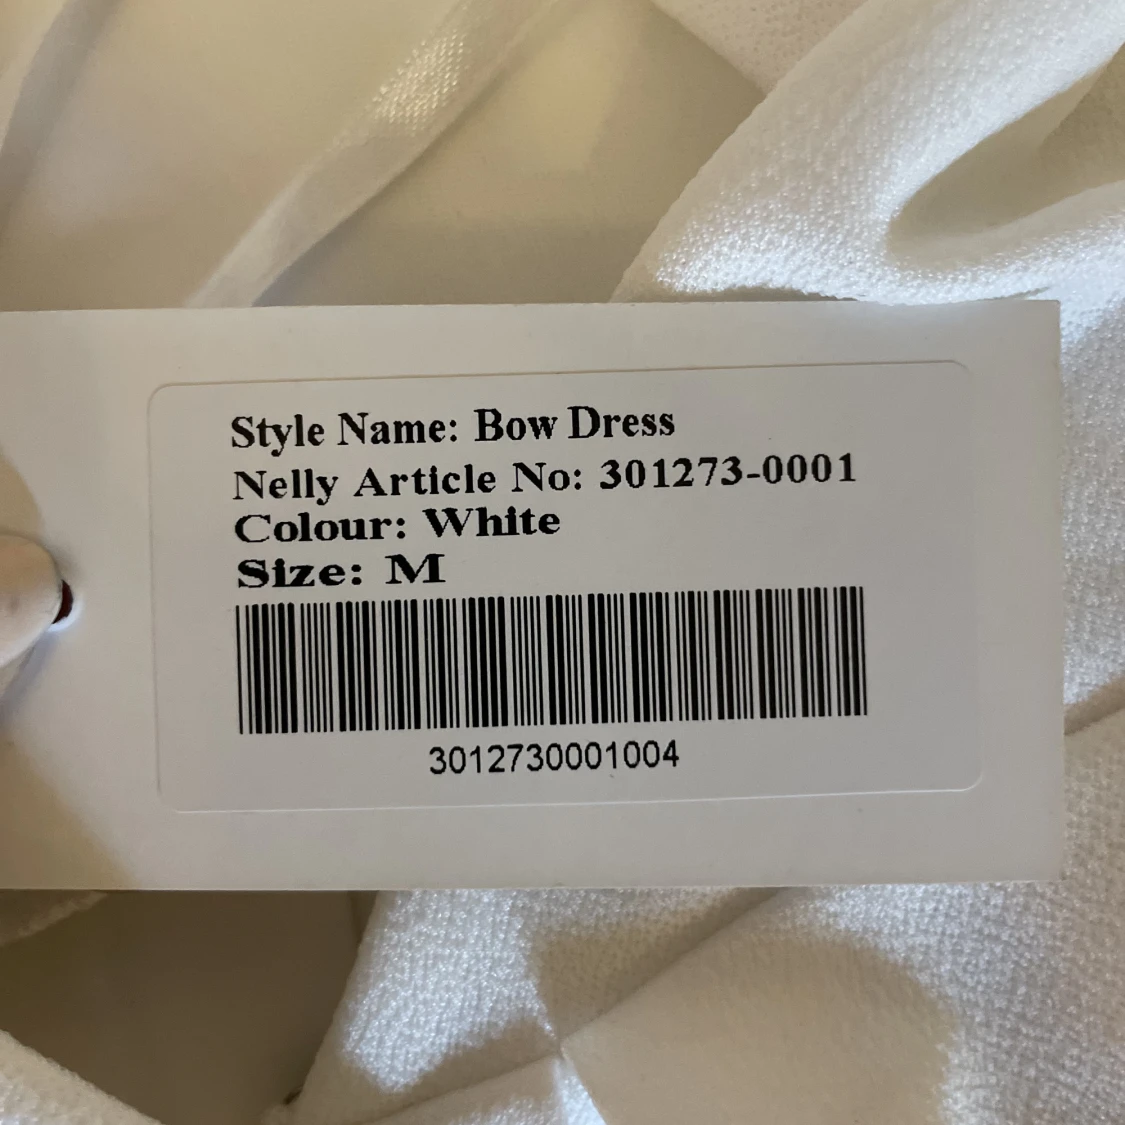 Style Name: Bow Dress
Nelly Article No: 301273-0001
Colour: White
Size: M
3012730001004